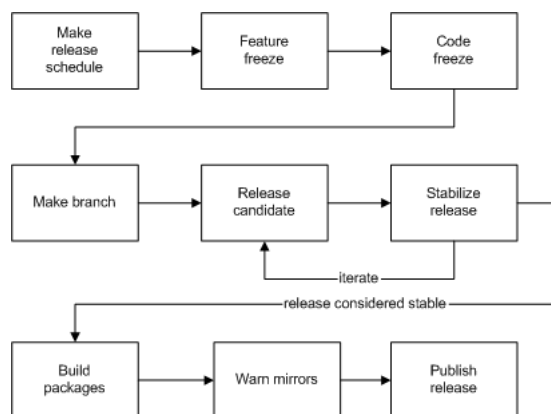 Make
release
schedule
Feature
freeze
Code
freeze
Make branch
Release
candidate
Stabilize
release
iterate
release considered stable
Build
packages
Warn mirrors
Publish
release